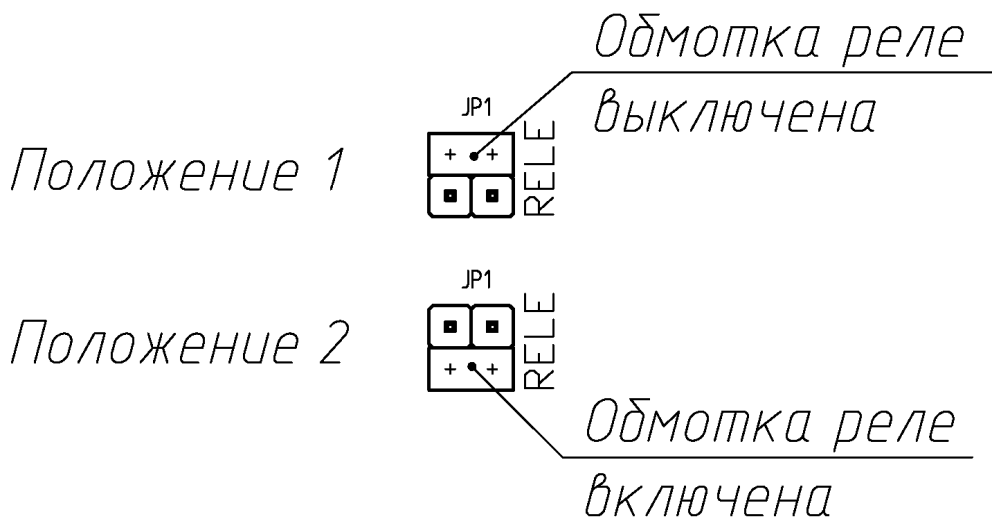 Обмотка реле
выключена
JP1
Положение 1
RELE
JP1
Положение 2
RELE
Обмотка реле
включена